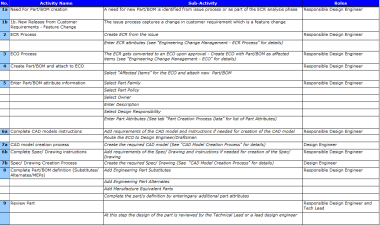 No. Activity Name Sub-Activity Roles
1a Need for Part/BOM creation A need for new Part/BOM is identified from issue process or as part of the ECR analysis phase Responsible Design Engineer
1b 1b. New Release from Customer Requirements - Feature Change The issue process captures a change in customer requirement which is a feature change Responsible Design Engineer
2 ECR Process Create ECR from the issue Responsible Design Engineer
Enter ECR attributes (see "Engineering Change Management - ECR Process" for details)
3 ECO Process The ECR gets converted to an ECO upon approval - Create ECO with Part/BOM as affected items (see "Engineering Change Management - ECO" for details) Responsible Design Engineer
4 Create Part/BOM and attach to ECO Responsible Design Engineer
Select "Affected Items" for the ECO and attach new Part/BOM
5 Enter Part/BOM attribute information Select Part Family Responsible Design Engineer
Select Part Policy
Select Owner
Enter Description
Select Design Responsibility
Enter Part Attributes (See tab "Part Creation Process Data" for list of Part Attributes)
6a Complete CAD models instructions Add requirements of the CAD model and instructions if needed for creation of the CAD model Responsible Design Engineer
Route the ECO to Design Engineer/Draftsman
7a CAD model creation process Create the required CAD model (See "CAD Model Creation Process" for details) Design Engineer
6b Complete Spec/ Drawing instructions Add requirements of the Spec/ Drawing and instructions if needed for creation of the Spec/ Drawing Responsible Design Engineer
7b Spec/ Drawing Creation Process Create the required Spec/ Drawing (See "CAD Model Creation Process" for details) Design Engineer
8 Complete Part/BOM definition (Substitutes/ Alternates/MEPs) Add Engineering Part Substitutes Responsible Design Engineer
Add Engineering Part Alternates
Add Manufacture Equivalent Parts
Complete the part's definition by entering any additional part attributes
9 Review Part Responsible Design Engineer and Tech Lead
At this step the design of the part is reviewed by the Technical Lead or a lead design engineer